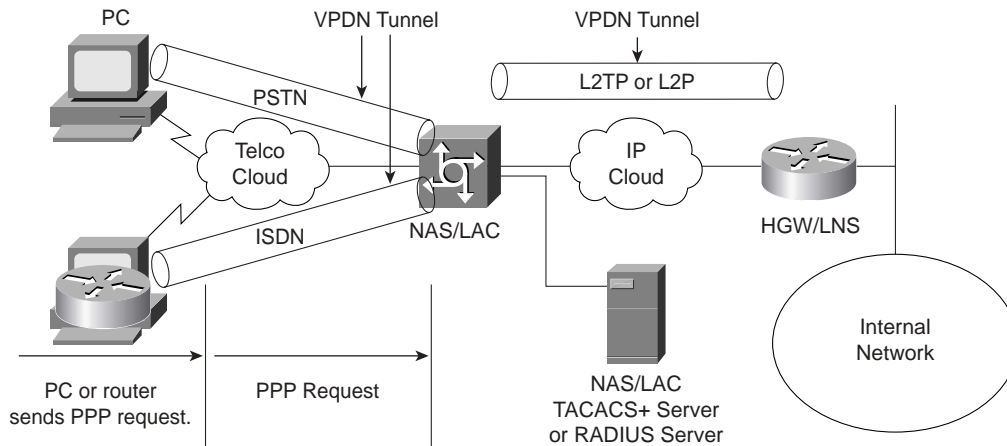 PC
VPDN Tunnel
VPDN Tunnel
L2TP or L2P
PSTN
Telco
Cloud
IP
Cloud
ISDN
NAS/LAC
HGW/LNS
Internal
Network
PC or router
sends PPP request.
PPP Request
NAS/LAC
TACACS+ Server
or RADIUS Server